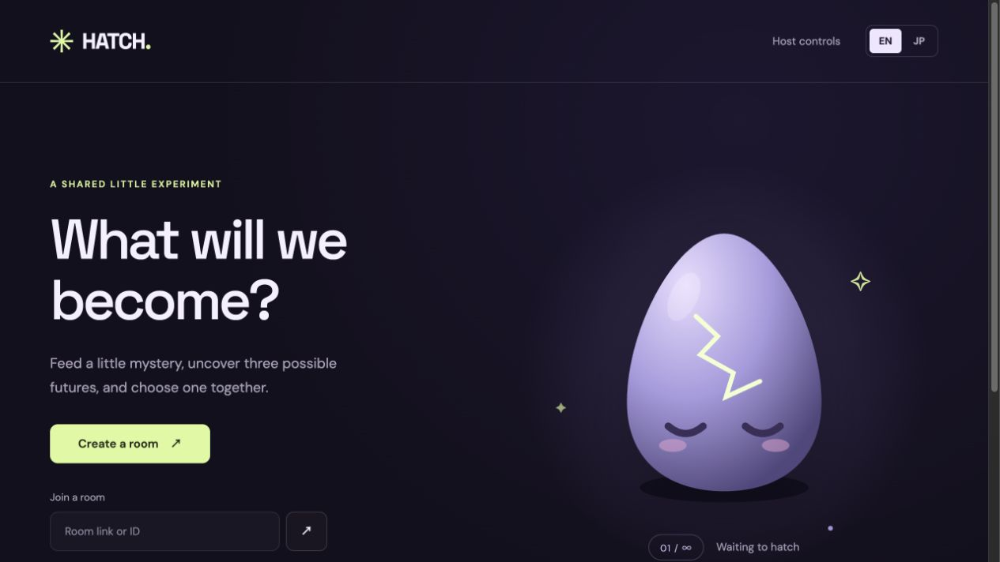 HATCH.
Host controls
EN
JP
A SHARED LITTLE EXPERIMENT
What will we
become?
Feed a little mystery, uncover three possible
futures, and choose one together.
Create a room ↗
Join a room
Room link or ID
↗
01 / ∞
Waiting to hatch